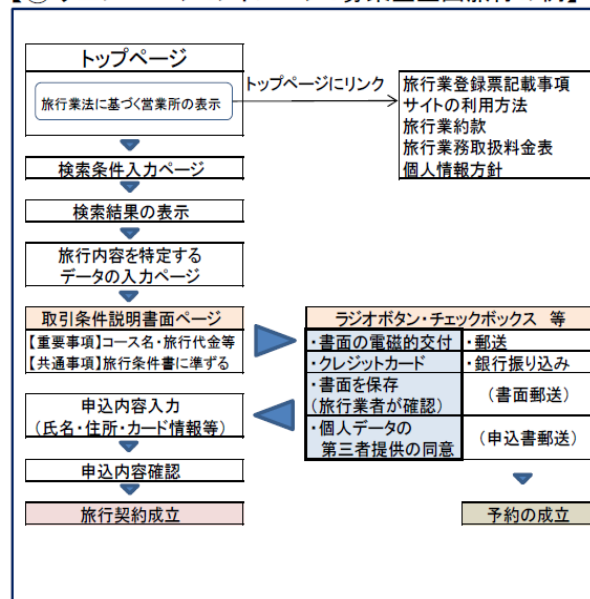 トップページ
旅行業法に基づく営業所の表示
トップページにリンク
旅行業登録票記載事項
サイトの利用方法
旅行業約款
旅行業務取扱料金表
個人情報方針
検索条件入力ページ
検索結果の表示
旅行内容を特定する
データの入力ページ
取引条件説明書面ページ
【重要事項】コース名・旅行代金等
【共通事項】旅行条件書に準ずる
ラジオボタン・チェックボックス 等
・書面の電磁的交付
・郵送
・クレジットカード
・銀行振り込み
・書面を保存
(旅行業者が確認)
(書面郵送)
・個人データの
第三者提供の同意
(申込書郵送)
申込内容入力
(氏名・住所・カード情報等)
申込内容確認
旅行契約成立
予約の成立